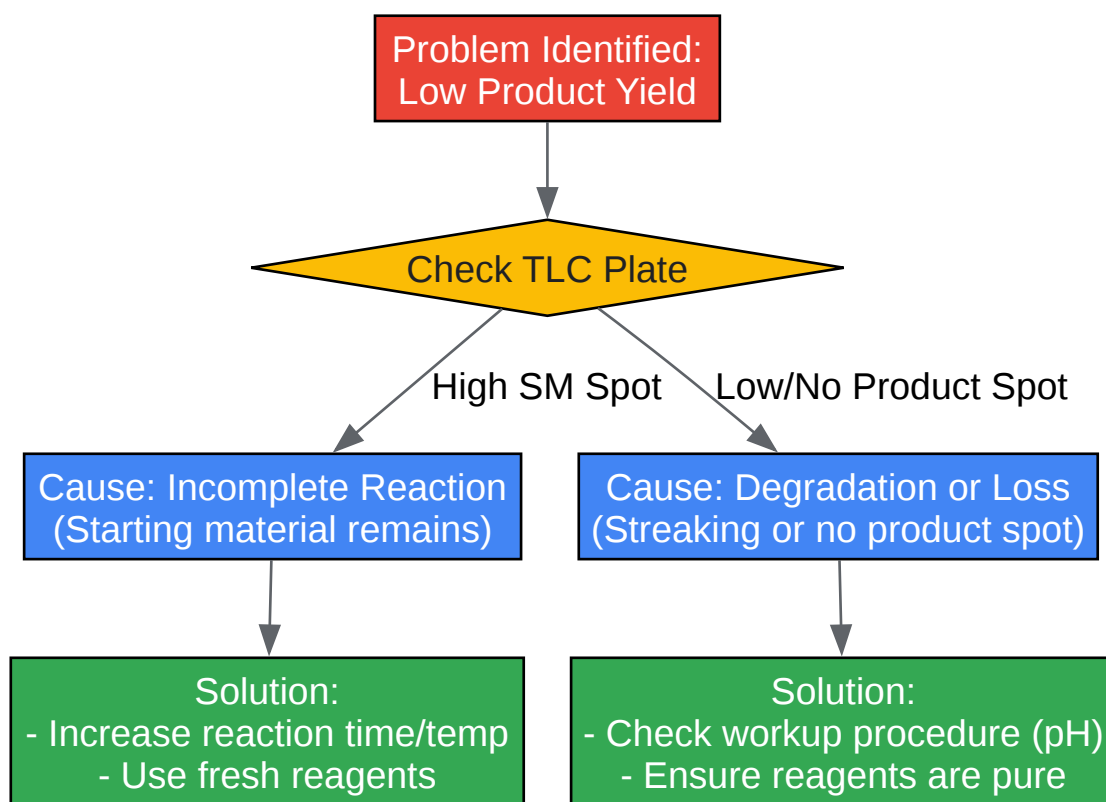 Problem Identified:
Low Product Yield
Check TLC Plate
High SM Spot
Low/No Product Spot
Cause: Incomplete Reaction
(Starting material remains)
Cause: Degradation or Loss
(Streaking or no product spot)
Solution:
- Increase reaction time/temp
- Use fresh reagents
Solution:
- Check workup procedure (pH)
- Ensure reagents are pure